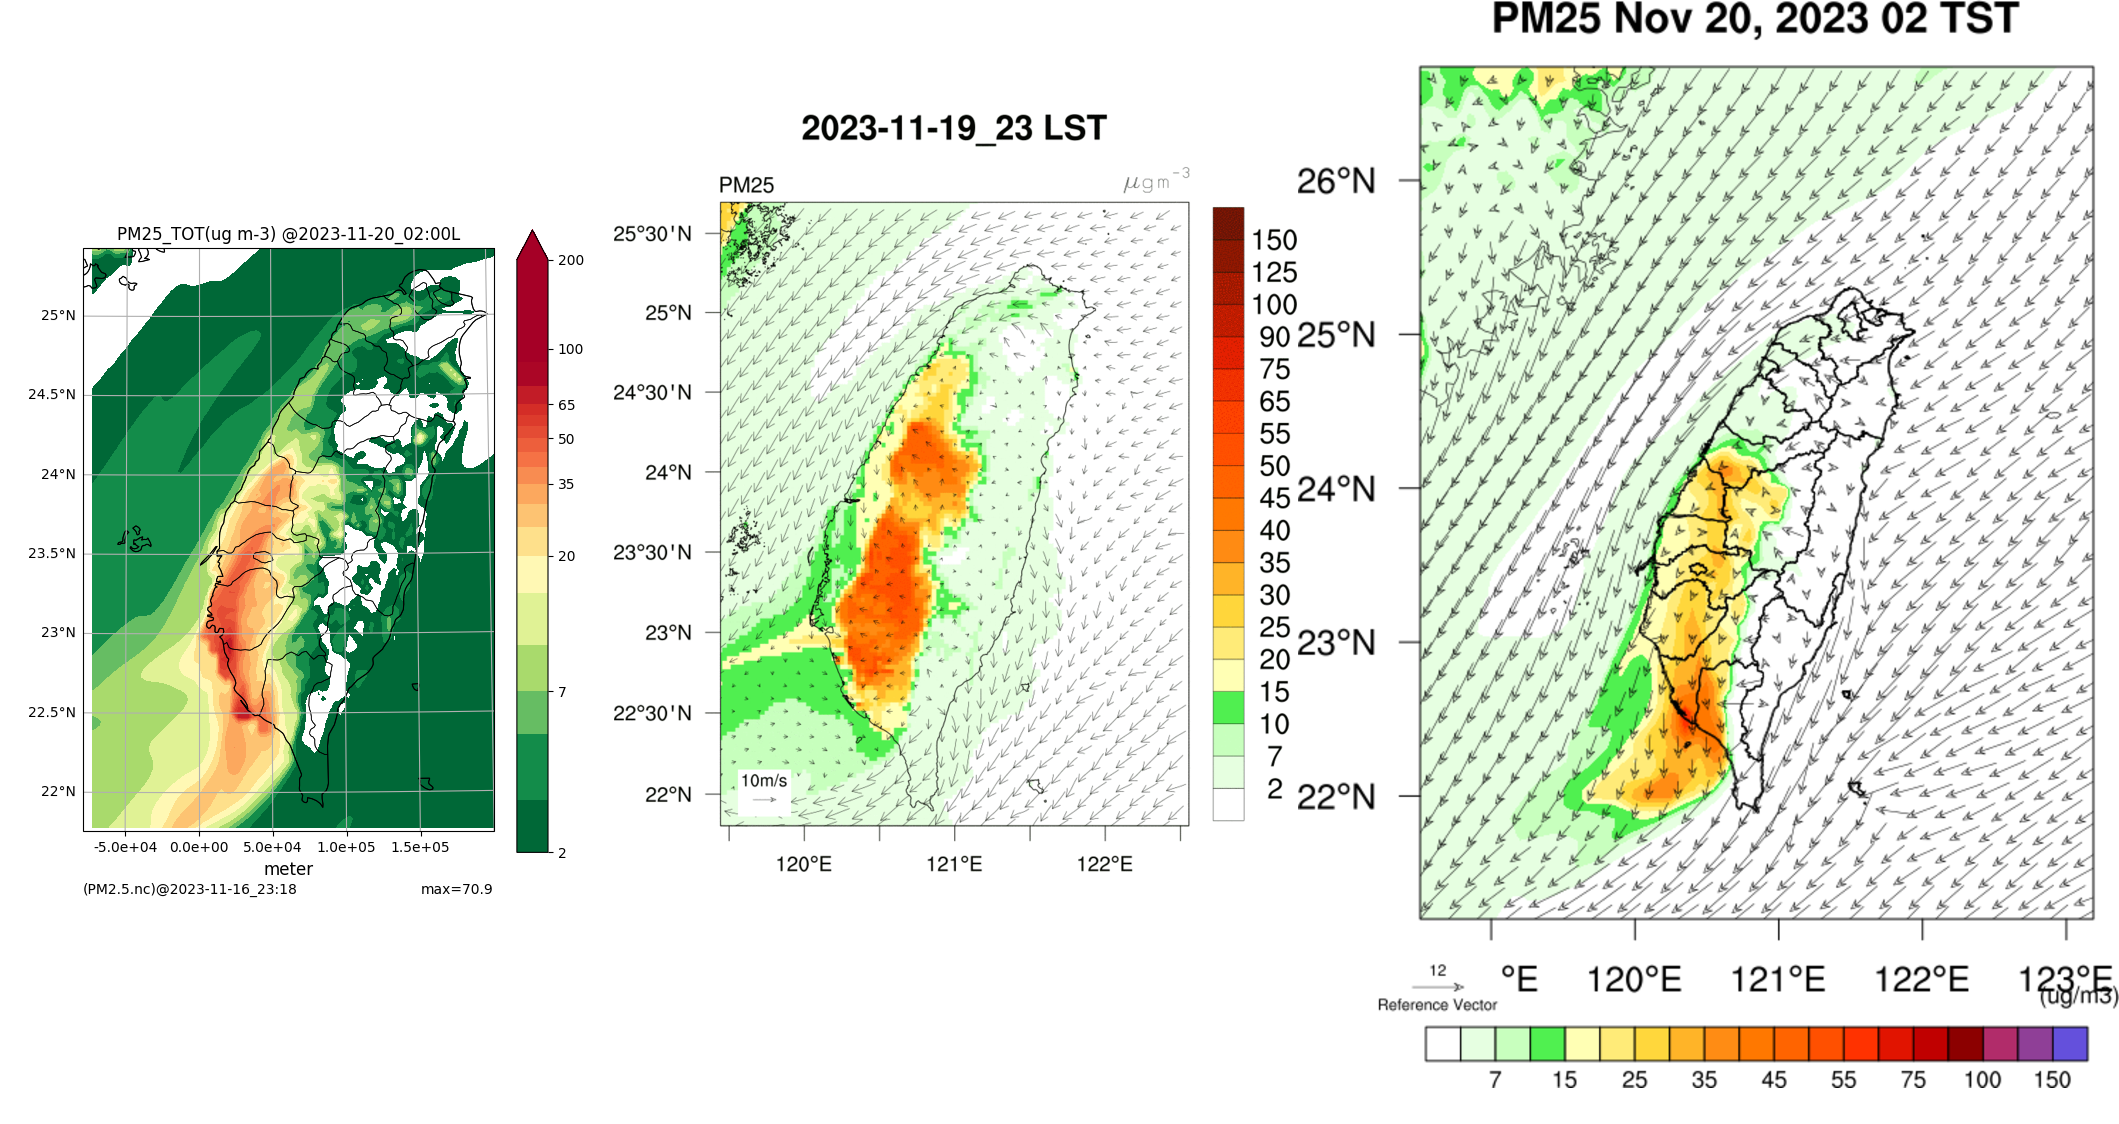 PM25_TOT(ug m-3) @2023-11-20_02:00L
25°N
24.5°N
24°N
23.5°N
23°N
22.5°N
22°N
-5.0e+04 0.0e+00 5.0e+04 1.0e+05 1.5e+05
meter
(PM2.5.nc)@2023-11-16_23:18 max=70.9
200
100
65
50
35
20
7
2
2023-11-19_23 LST
PM25 μgm⁻³
25°30'N
25°N
24°30'N
24°N
23°30'N
23°N
22°30'N
22°N
10m/s
120°E 121°E 122°E
150
125
100
90
75
65
55
50
45
40
35
30
25
20
15
10
7
2
PM25 Nov 20, 2023 02 TST
26°N
25°N
24°N
23°N
22°N
12
Reference Vector
°E 120°E 121°E 122°E 123°E
(ug/m3)
7 15 25 35 45 55 75 100 150